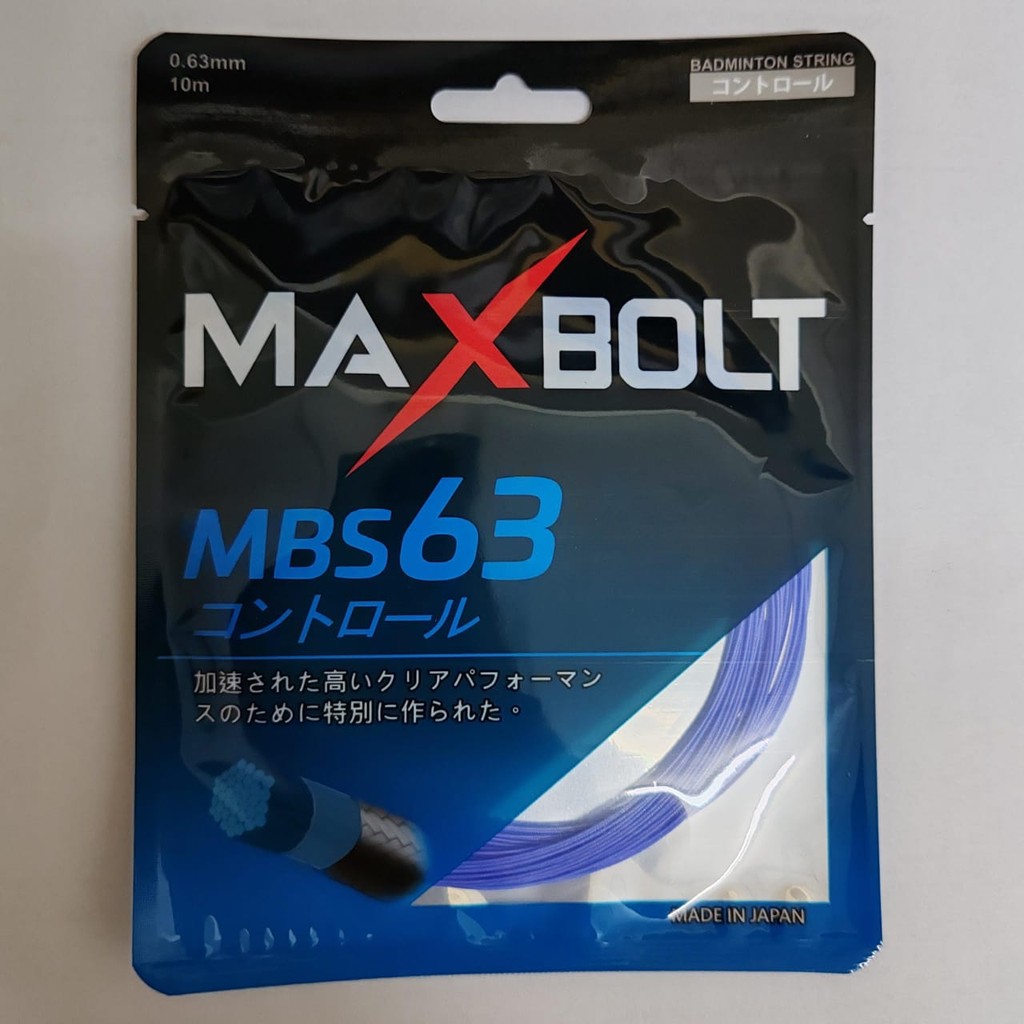 0.63mm
10m
BADMINTON STRING
コントロール
MAXBOLT
MBS63
コントロール
加速された高いクリアパフォーマン
スのために特別に作られた。
MADE IN JAPAN